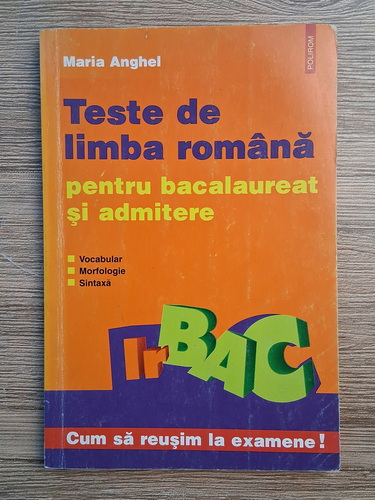 POLIROM
Maria Anghel
Teste de
limba română
pentru bacalaureat
şi admitere
Vocabular
Morfologie
Sintaxă
In BAC
Cum să reuşim la examene!